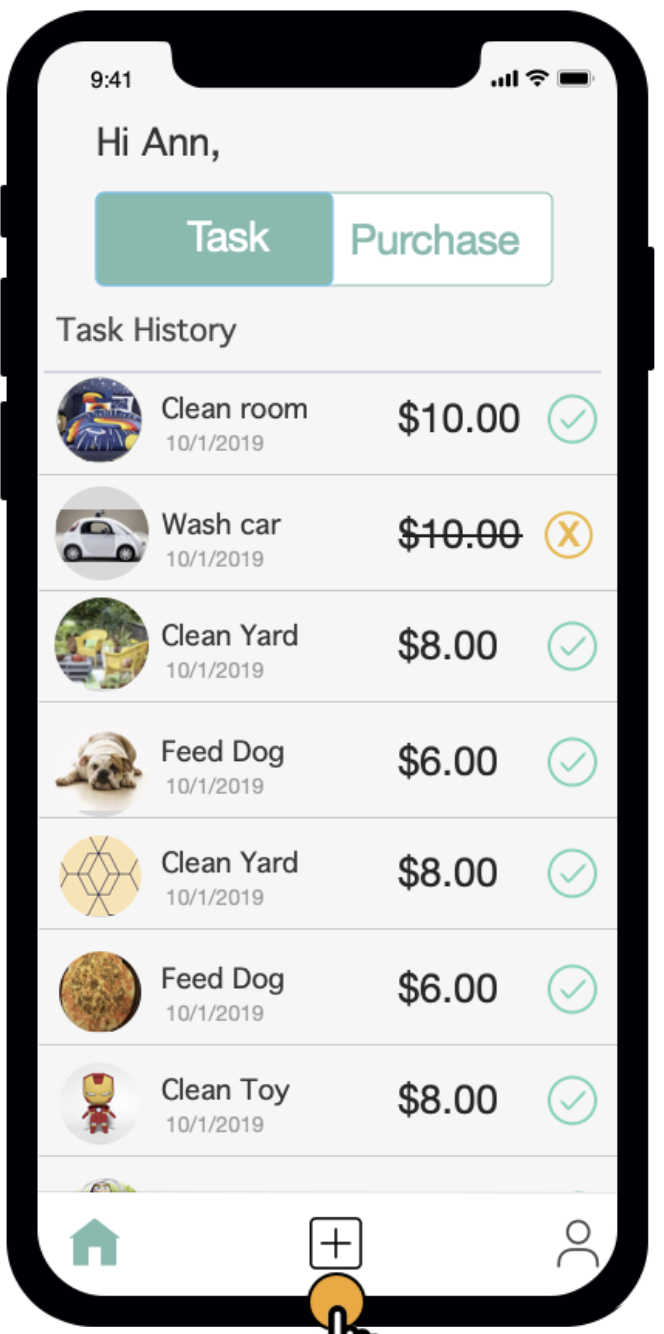 9:41
Hi Ann,
Task Purchase
Task History
Clean room $10.00
10/1/2019
Wash car $10.00 X
10/1/2019
Clean Yard $8.00
10/1/2019
Feed Dog $6.00
10/1/2019
Clean Yard $8.00
10/1/2019
Feed Dog $6.00
10/1/2019
Clean Toy $8.00
10/1/2019